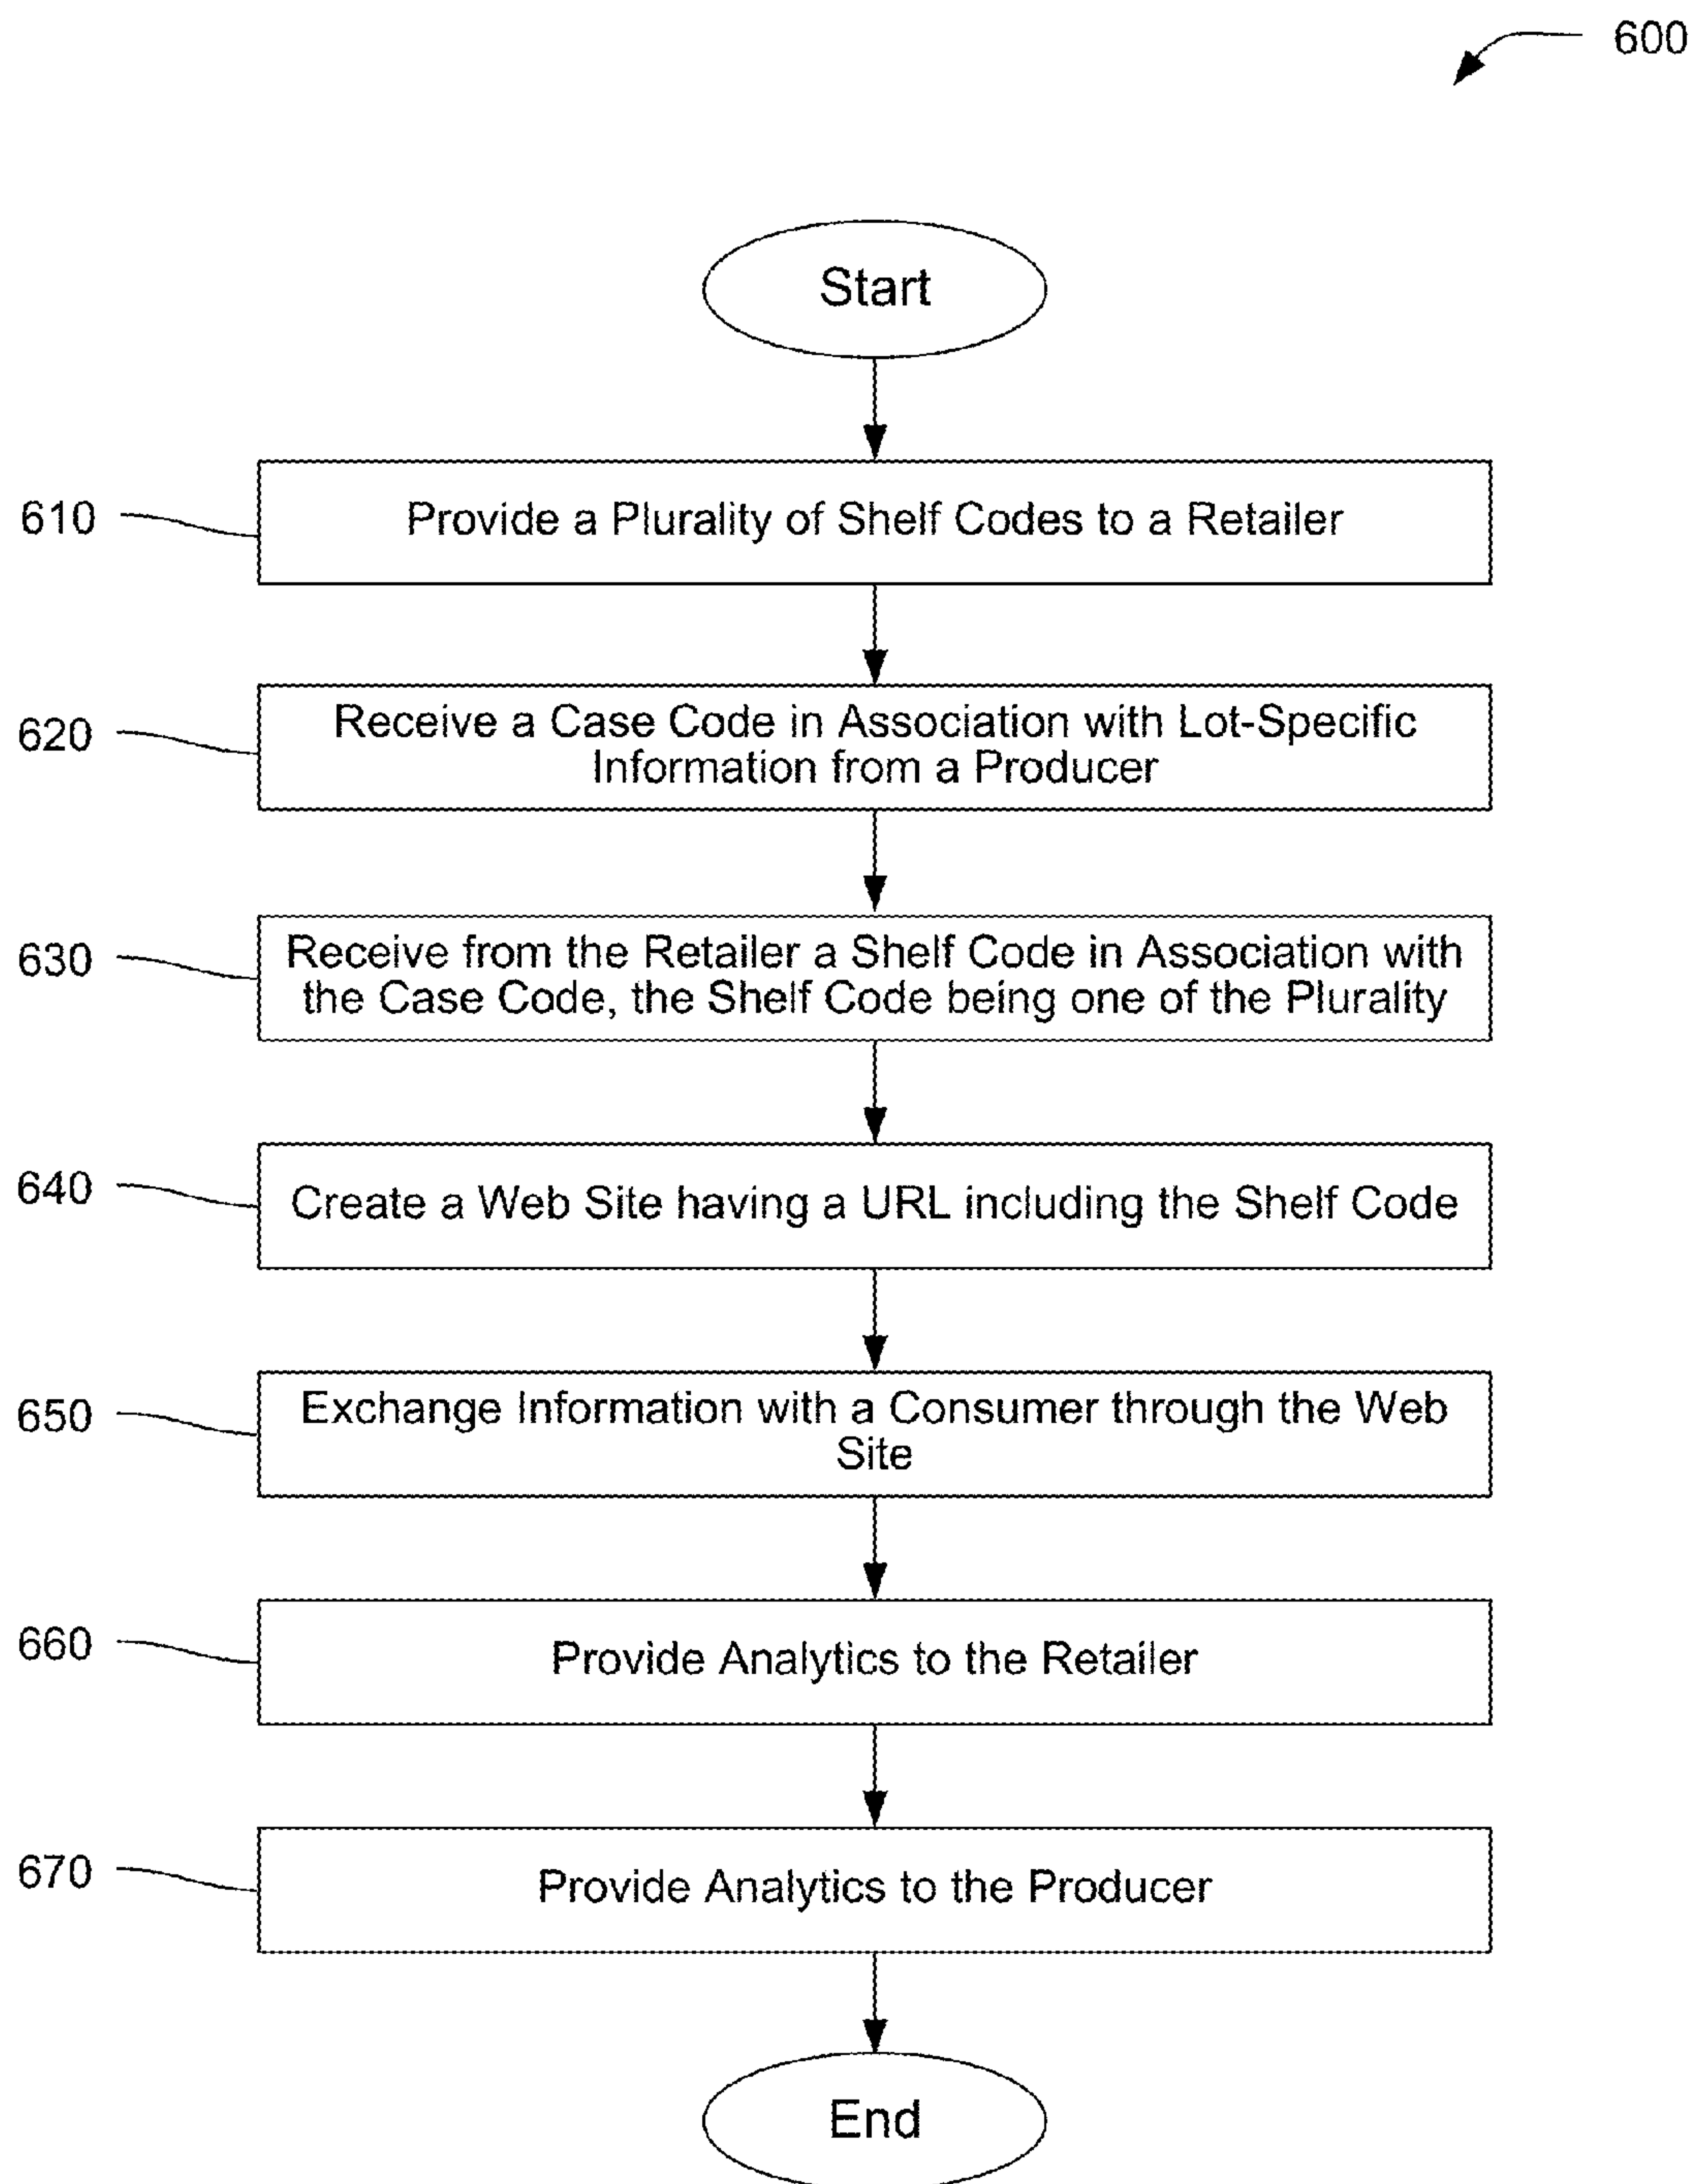 600
Start
610
Provide a Plurality of Shelf Codes to a Retailer
620
Receive a Case Code in Association with Lot-Specific
Information from a Producer
630
Receive from the Retailer a Shelf Code in Association with
the Case Code, the Shelf Code being one of the Plurality
640
Create a Web Site having a URL including the Shelf Code
650
Exchange Information with a Consumer through the Web
Site
660
Provide Analytics to the Retailer
670
Provide Analytics to the Producer
End